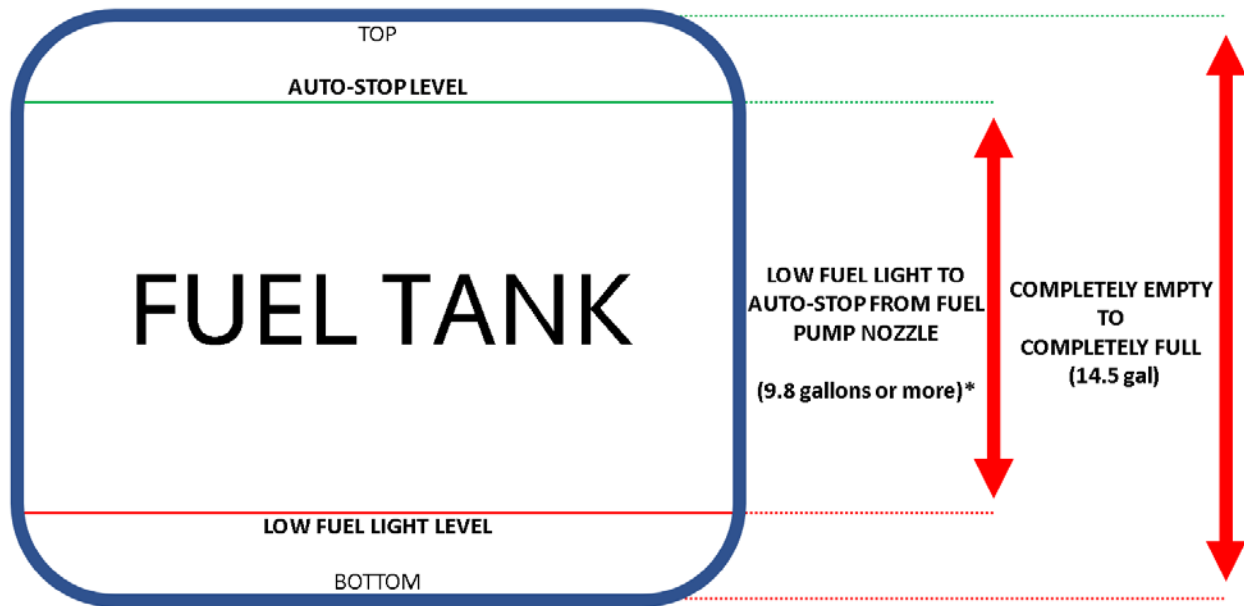 TOP
AUTO-STOP LEVEL
FUEL TANK
LOW FUEL LIGHT TO
AUTO-STOP FROM FUEL
PUMP NOZZLE
(9.8 gallons or more)*
COMPLETELY EMPTY
TO
COMPLETELY FULL
(14.5 gal)
LOW FUEL LIGHT LEVEL
BOTTOM